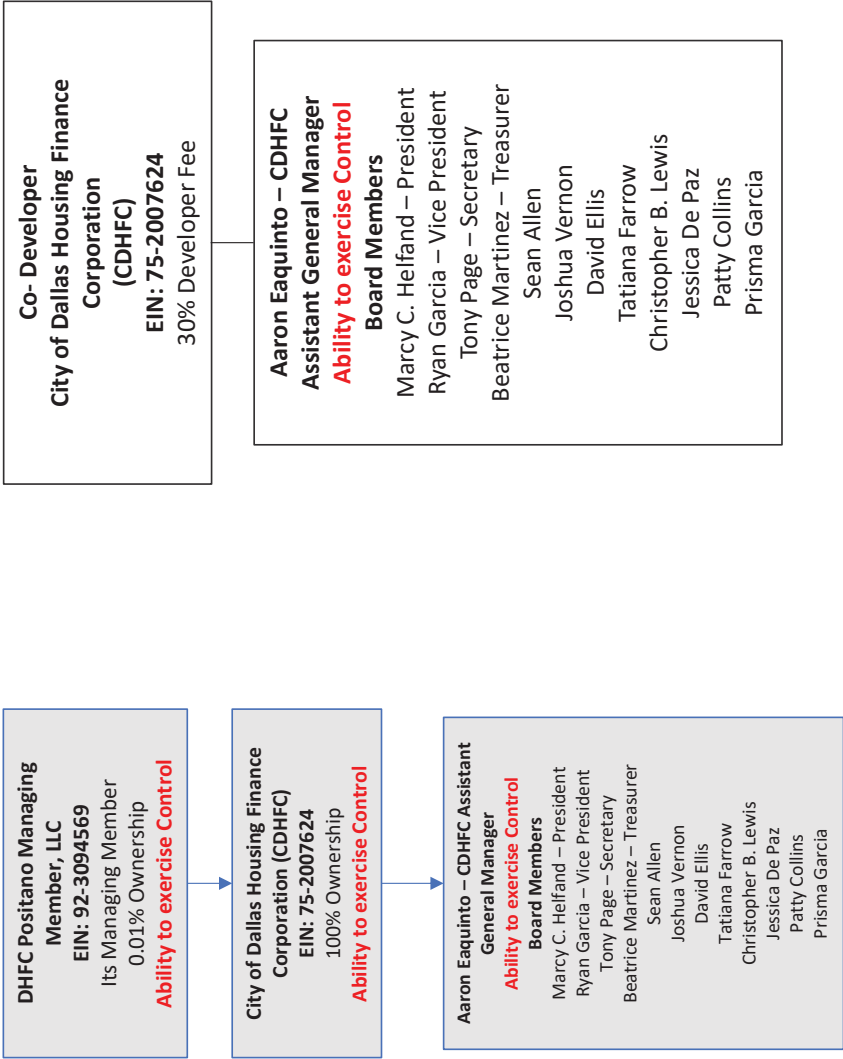 DHFC Positano Managing
Member, LLC
EIN: 92-3094569
Its Managing Member
0.01% Ownership
Ability to exercise Control
City of Dallas Housing Finance
Corporation (CDHFC)
EIN: 75-2007624
100% Ownership
Ability to exercise Control
Aaron Eaquinto – CDHFC Assistant
General Manager
Ability to exercise Control
Board Members
Marcy C. Helfand – President
Ryan Garcia – Vice President
Tony Page – Secretary
Beatrice Martinez – Treasurer
Sean Allen
Joshua Vernon
David Ellis
Tatiana Farrow
Christopher B. Lewis
Jessica De Paz
Patty Collins
Prisma Garcia
Co- Developer
City of Dallas Housing Finance
Corporation
(CDHFC)
EIN: 75-2007624
30% Developer Fee
Aaron Eaquinto – CDHFC
Assistant General Manager
Ability to exercise Control
Board Members
Marcy C. Helfand – President
Ryan Garcia – Vice President
Tony Page – Secretary
Beatrice Martinez – Treasurer
Sean Allen
Joshua Vernon
David Ellis
Tatiana Farrow
Christopher B. Lewis
Jessica De Paz
Patty Collins
Prisma Garcia